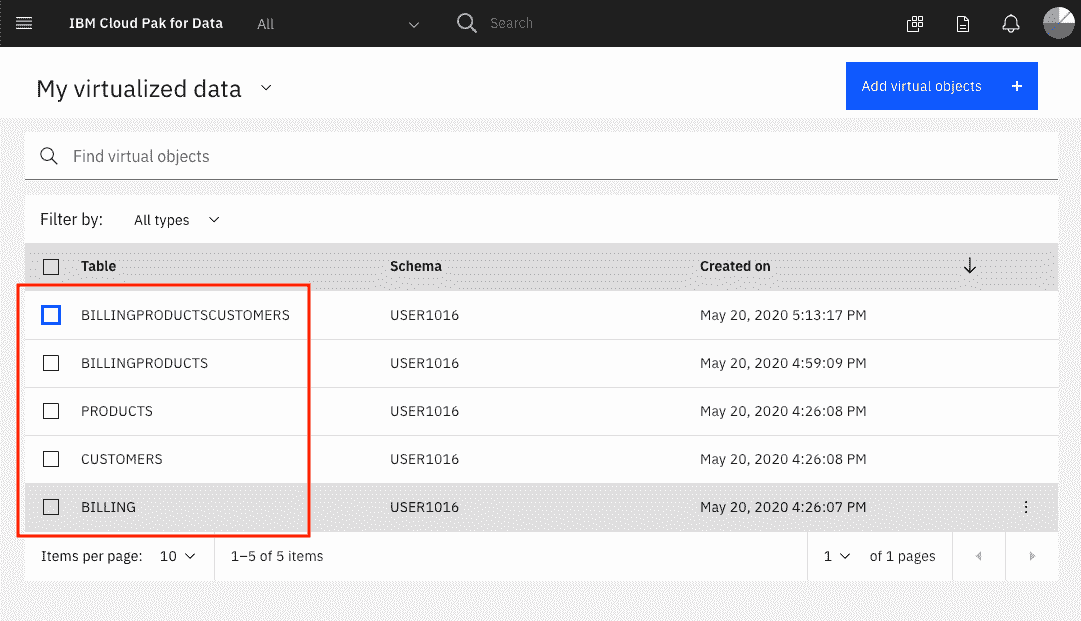 IBM Cloud Pak for Data All Search
My virtualized data Add virtual objects +
Find virtual objects
Filter by: All types
Table Schema Created on
BILLINGPRODUCTSCUSTOMERS USER1016 May 20, 2020 5:13:17 PM
BILLINGPRODUCTS USER1016 May 20, 2020 4:59:09 PM
PRODUCTS USER1016 May 20, 2020 4:26:08 PM
CUSTOMERS USER1016 May 20, 2020 4:26:08 PM
BILLING USER1016 May 20, 2020 4:26:07 PM
Items per page: 10 1–5 of 5 items 1 of 1 pages